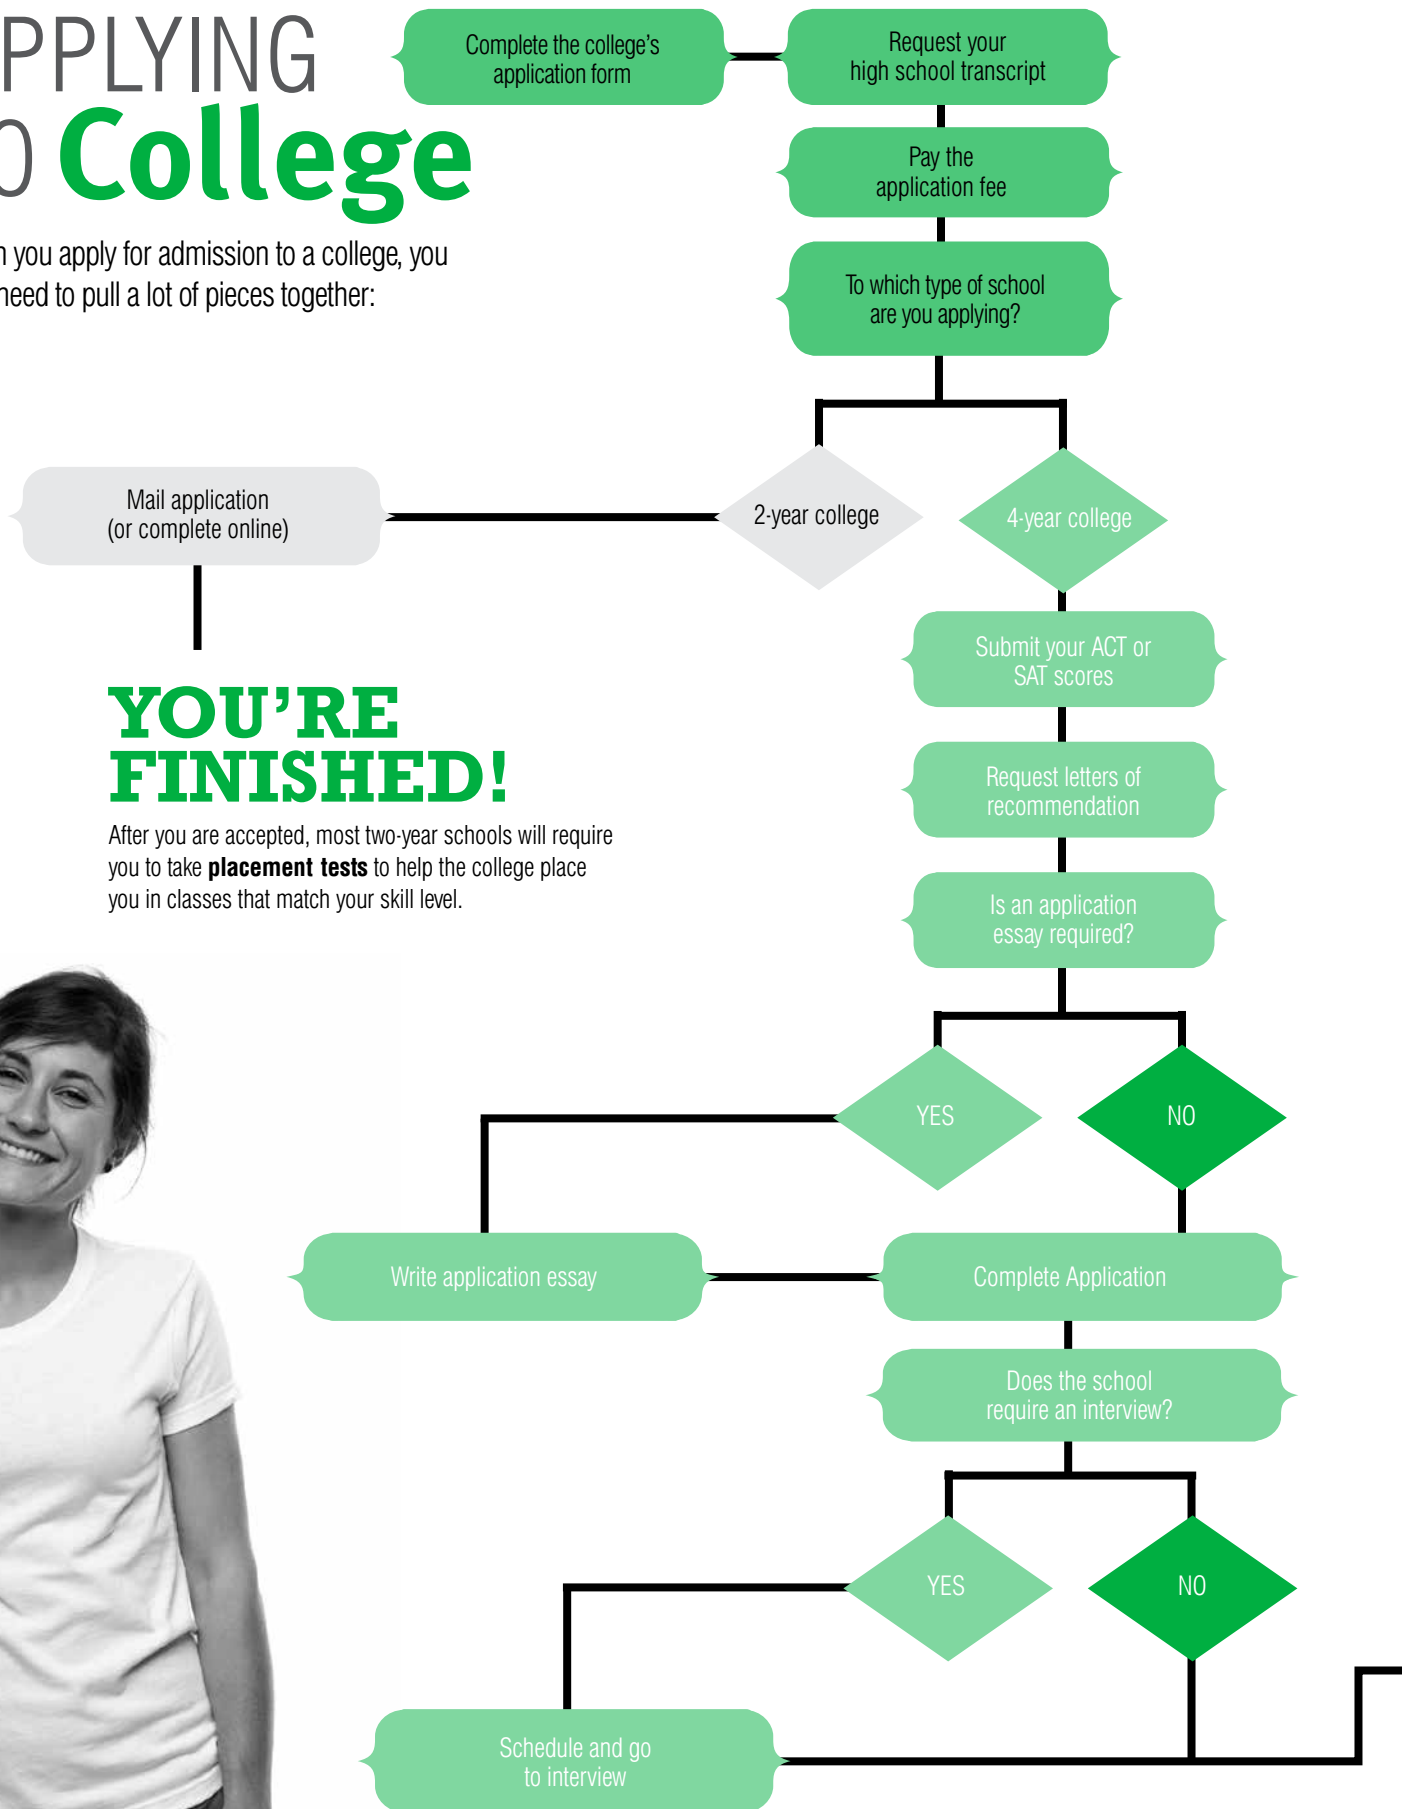 PPLYING
O College
n you apply for admission to a college, you
need to pull a lot of pieces together:
Complete the college's
application form
Request your
high school transcript
Pay the
application fee
To which type of school
are you applying?
2-year college
4-year college
Mail application
(or complete online)
YOU'RE
FINISHED!
After you are accepted, most two-year schools will require
you to take placement tests to help the college place
you in classes that match your skill level.
Submit your ACT or
SAT scores
Request letters of
recommendation
Is an application
essay required?
YES
NO
Write application essay
Complete Application
Does the school
require an interview?
YES
NO
Schedule and go
to interview